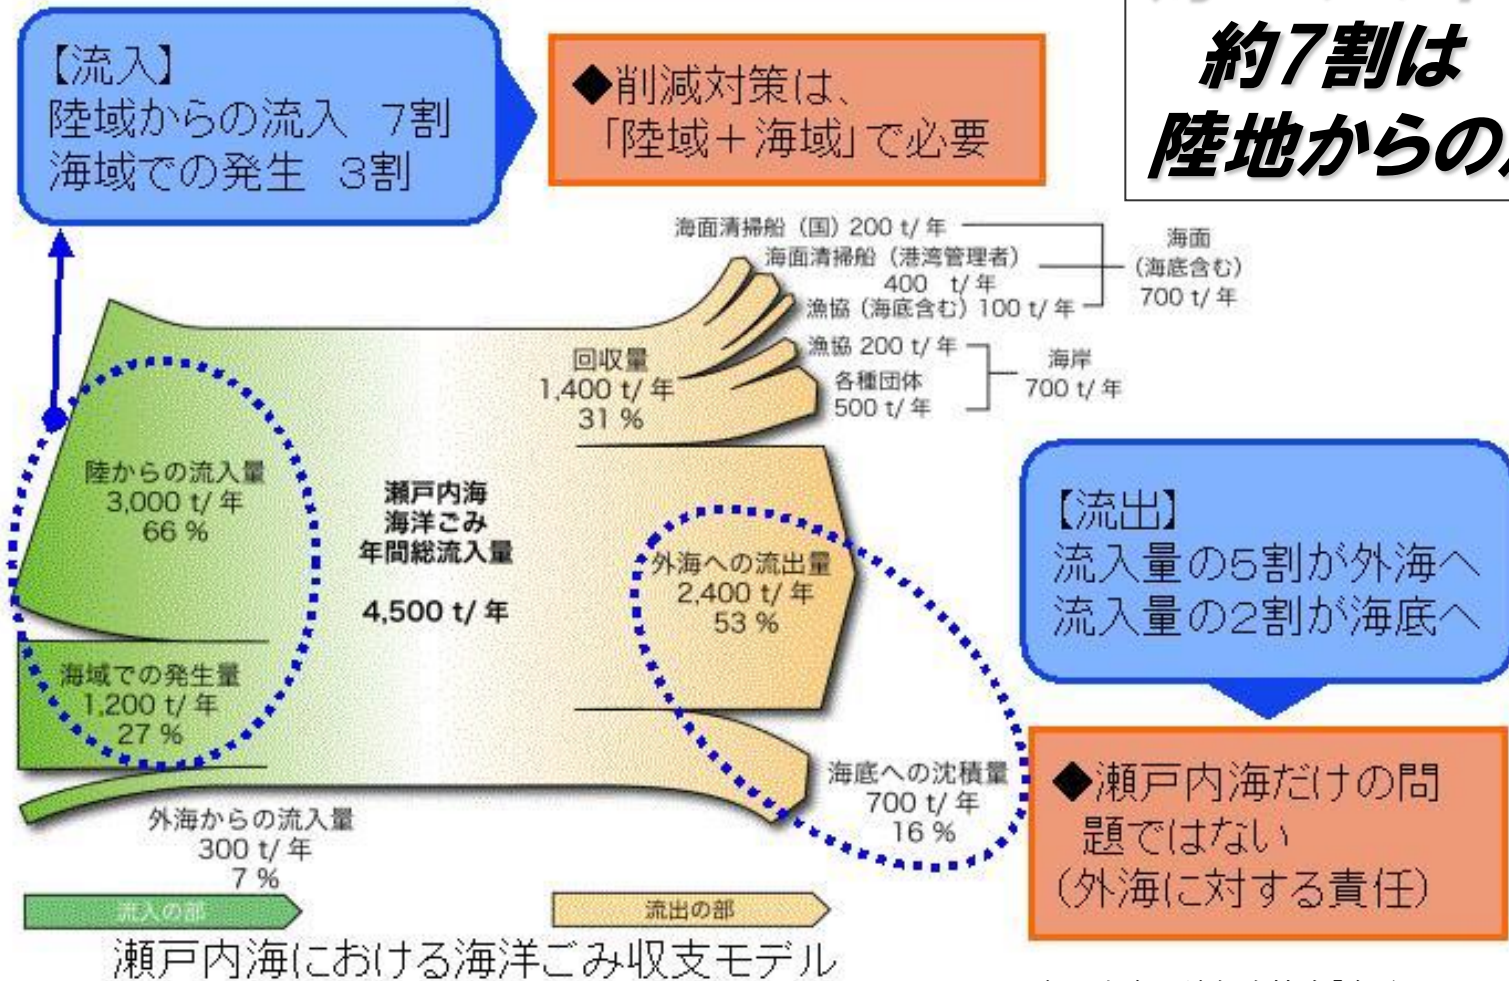 【流入】
陸域からの流入　7割
海域での発生　3割
◆削減対策は、
「陸域＋海域」で必要
約7割は
陸地からの
海面清掃船（国）200 t/ 年
海面清掃船（港湾管理者）
400　t/ 年
漁協（海底含む）100 t/ 年
海面
（海底含む）
700 t/ 年
漁協 200 t/ 年
各種団体
500 t/ 年
海岸
700 t/ 年
回収量
1,400 t/ 年
31 %
陸からの流入量
3,000 t/ 年
66 %
瀬戸内海
海洋ごみ
年間総流入量
4,500 t/ 年
外海への流出量
2,400 t/ 年
53 %
【流出】
流入量の5割が外海へ
流入量の2割が海底へ
海域での発生量
1,200 t/ 年
27 %
海底への沈積量
700 t/ 年
16 %
◆瀬戸内海だけの問
題ではない
（外海に対する責任）
外海からの流入量
300 t/ 年
7 %
流入の部
流出の部
瀬戸内海における海洋ごみ収支モデル